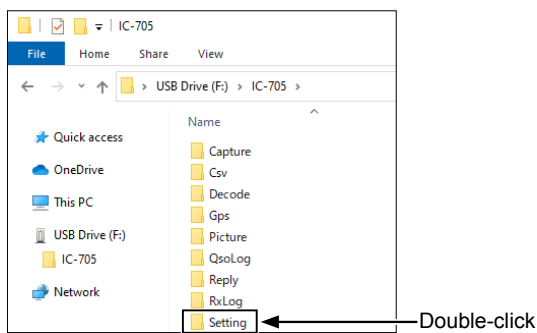 IC-705
File Home Share View
USB Drive (F:) > IC-705 >
Name
Quick access
OneDrive
This PC
USB Drive (F:)
IC-705
Network
Capture
Csv
Decode
Gps
Picture
QsoLog
Reply
RxLog
Setting
Double-click